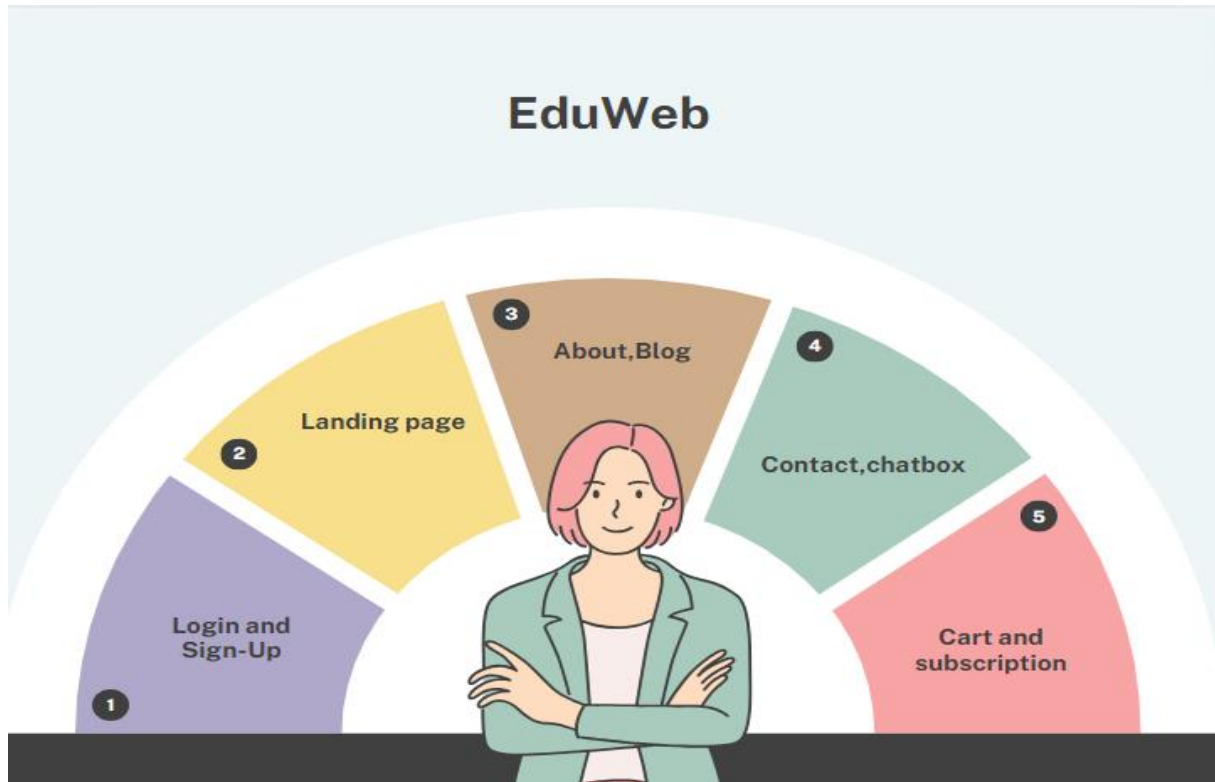 EduWeb
1
Login and
Sign-Up
2
Landing page
3
About,Blog
4
Contact,chatbox
5
Cart and
subscription